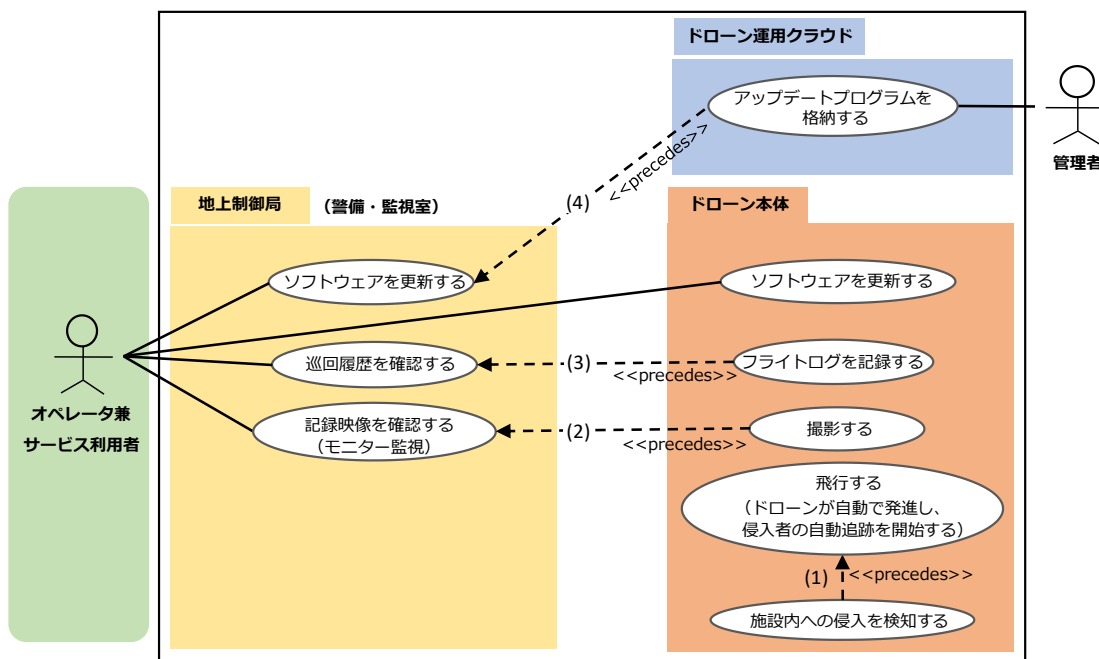 ドローン運用クラウド
アップデートプログラムを
格納する
<<precedes>>
管理者
地上制御局
（警備・監視室）
(4)
ドローン本体
ソフトウェアを更新する
ソフトウェアを更新する
巡回履歴を確認する
(3)
<<precedes>>
フライトログを記録する
オペレータ兼
サービス利用者
記録映像を確認する
（モニター監視）
(2)
<<precedes>>
撮影する
飛行する
（ドローンが自動で発進し、
侵入者の自動追跡を開始する）
(1)
<<precedes>>
施設内への侵入を検知する